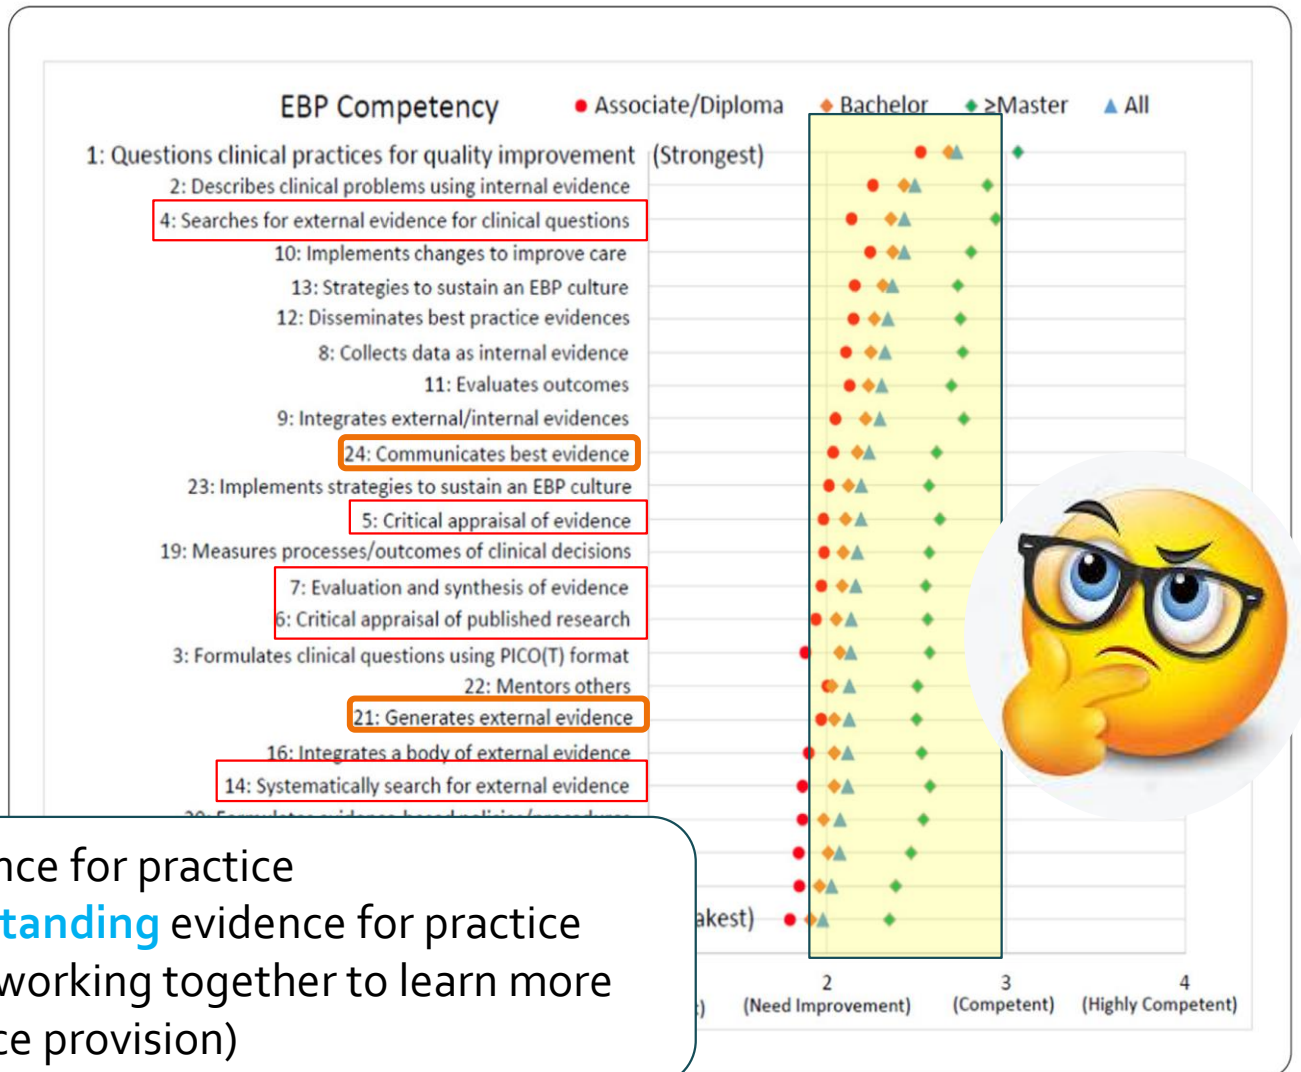 EBP Competency
Associate/Diploma
Bachelor
≥Master
All
1: Questions clinical practices for quality improvement (Strongest)
2: Describes clinical problems using internal evidence
4: Searches for external evidence for clinical questions
10: Implements changes to improve care
13: Strategies to sustain an EBP culture
12: Disseminates best practice evidences
8: Collects data as internal evidence
11: Evaluates outcomes
9: Integrates external/internal evidences
24: Communicates best evidence
23: Implements strategies to sustain an EBP culture
5: Critical appraisal of evidence
19: Measures processes/outcomes of clinical decisions
7: Evaluation and synthesis of evidence
6: Critical appraisal of published research
3: Formulates clinical questions using PICO(T) format
22: Mentors others
21: Generates external evidence
16: Integrates a body of external evidence
14: Systematically search for external evidence
nce for practice
tanding evidence for practice
working together to learn more
ce provision)
akest)
2 3 4
(Need Improvement) (Competent) (Highly Competent)